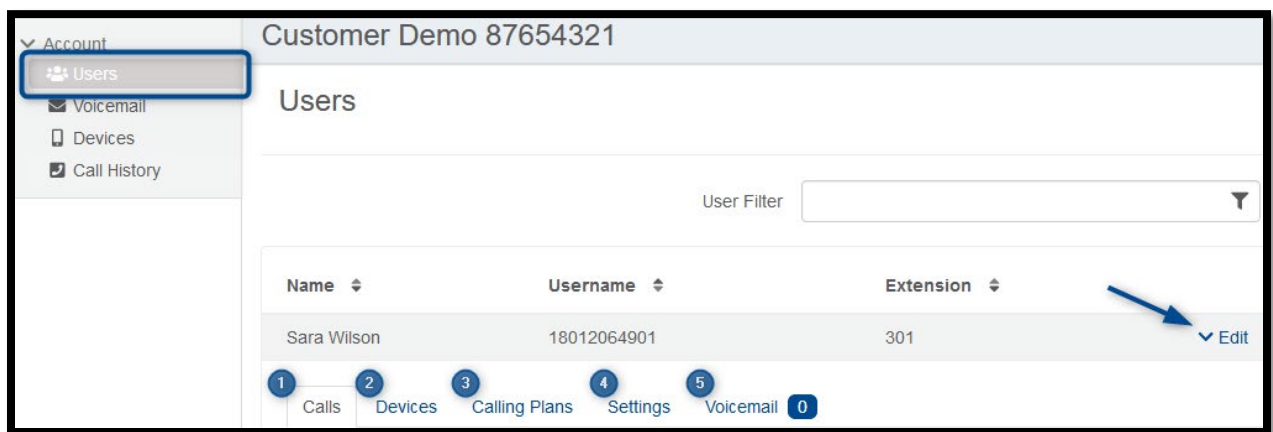 Account
Users
Voicemail
Devices
Call History
Customer Demo 87654321
Users
User Filter
Name Username Extension
Sara Wilson 18012064901 301 Edit
1 2 3 4 5
Calls Devices Calling Plans Settings Voicemail 0